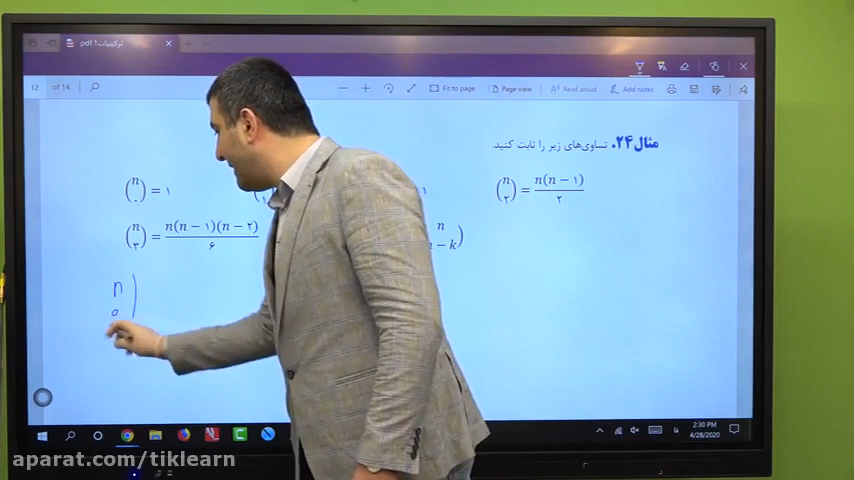 ترکیبیات1.pdf
12 of 14
Fit to page Page view Read aloud Add notes
مثال۲۴. تساوی‌های زیر را ثابت کنید.
(n ۰) = ۱
(n ۲) = n(n − ۱) / ۲
(n ۳) = n(n − ۱)(n − ۲) / ۶
n
0
2:30 PM
4/28/2020
aparat.com/tiklearn